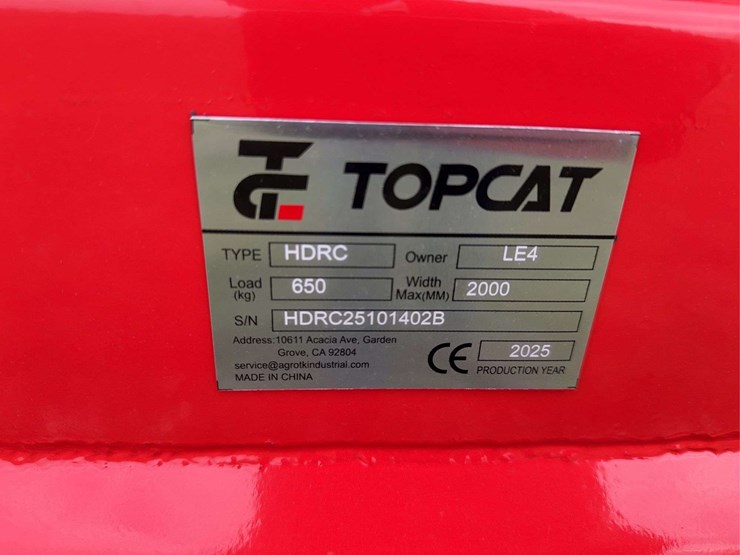 TOPCAT
TYPE HDRC Owner LE4
Load (kg) 650 Width Max(MM) 2000
S/N HDRC25101402B
Address:10611 Acacia Ave, Garden
Grove, CA 92804
service@agrotkindustrial.com
MADE IN CHINA
CE 2025
PRODUCTION YEAR